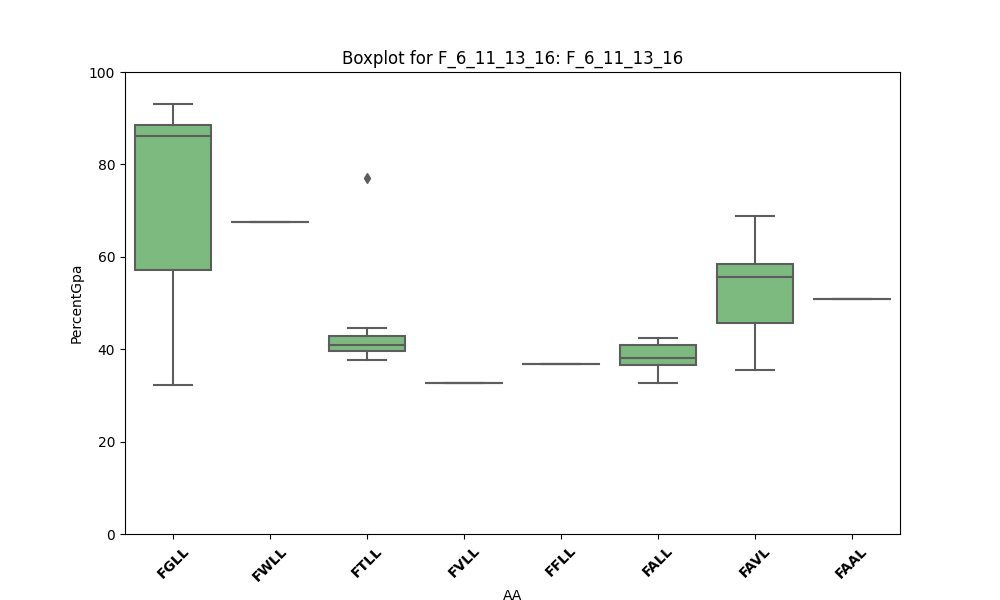 Boxplot for F_6_11_13_16: F_6_11_13_16
100
80
60
40
20
0
PercentGpa
FGLL
FWLL
FTLL
FVLL
FFLL
FALL
FAVL
FAAL
AA